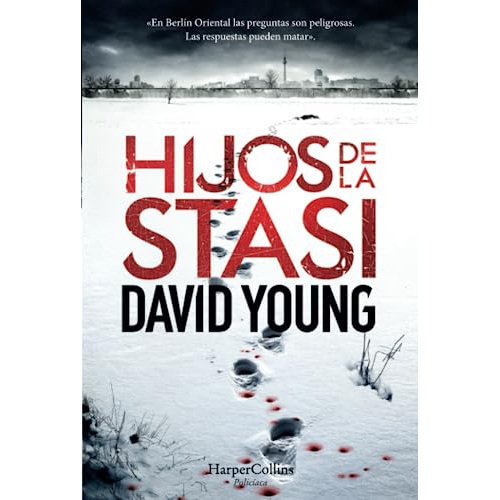 «En Berlín Oriental las preguntas son peligrosas.
Las respuestas pueden matar».
HIJOS DE LA
STASI
DAVID YOUNG
HarperCollins
Policíaca